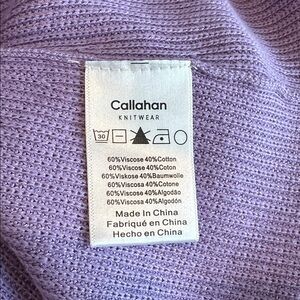 Callahan
KNITWEAR
30
60%Viscose 40%Cotton
60%Viscose 40%Coton
60%Viskose 40%Baumwolle
60%Viscosa 40%Cotone
60%Viscose 40%Algodão
60%Viscosa 40%Algodón
Made In China
Fabriqué en China
Hecho en China